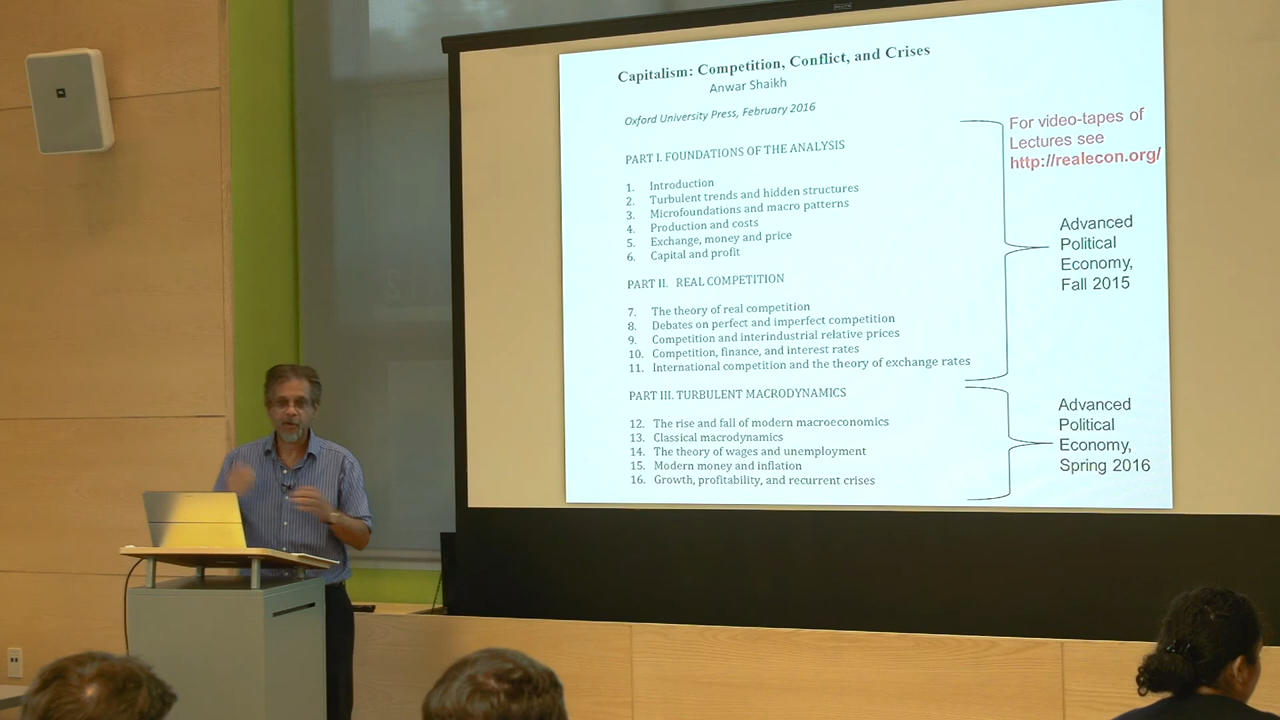 Capitalism: Competition, Conflict, and Crises
Anwar Shaikh
Oxford University Press, February 2016
PART I. FOUNDATIONS OF THE ANALYSIS
1. Introduction
2. Turbulent trends and hidden structures
3. Microfoundations and macro patterns
4. Production and costs
5. Exchange, money and price
6. Capital and profit
PART II. REAL COMPETITION
7. The theory of real competition
8. Debates on perfect and imperfect competition
9. Competition and interindustrial relative prices
10. Competition, finance, and interest rates
11. International competition and the theory of exchange rates
PART III. TURBULENT MACRODYNAMICS
12. The rise and fall of modern macroeconomics
13. Classical macrodynamics
14. The theory of wages and unemployment
15. Modern money and inflation
16. Growth, profitability, and recurrent crises
For video-tapes of
Lectures see
http://realecon.org/
Advanced
Political
Economy,
Fall 2015
Advanced
Political
Economy,
Spring 2016